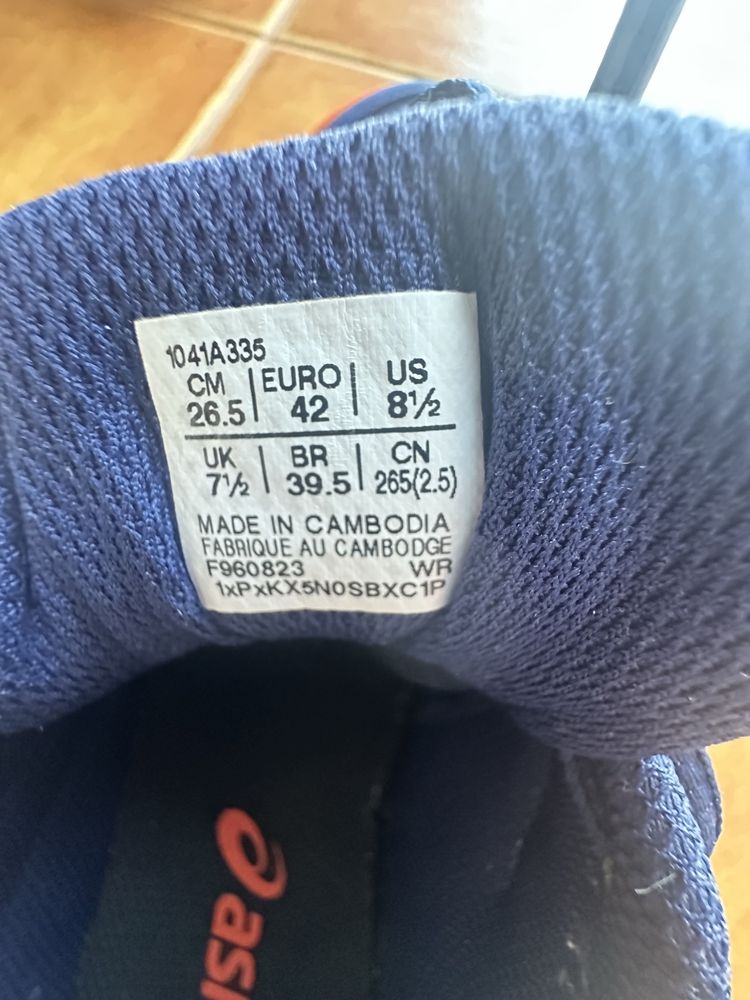 1041A335
CM | EURO | US
26.5 | 42 | 8½
UK | BR | CN
7½ | 39.5 | 265(2.5)
MADE IN CAMBODIA
FABRIQUE AU CAMBODGE
F960823 WR
1xPxKX5N0SBXC1P